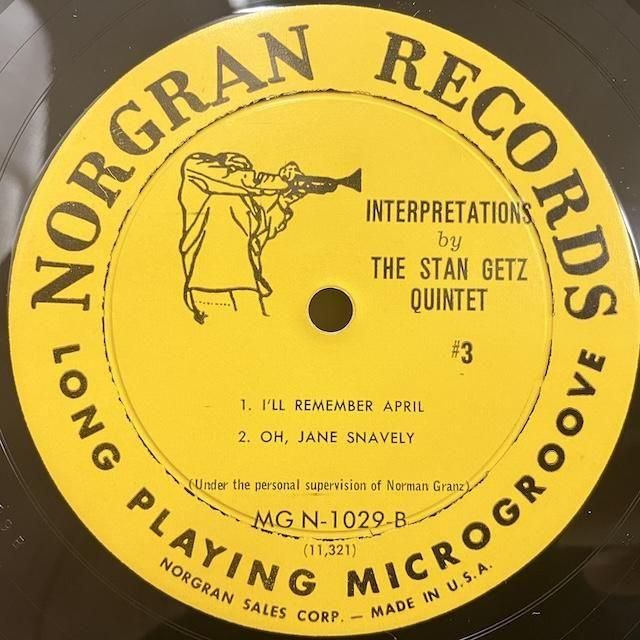 NORGRAN RECORDS
INTERPRETATIONS
by
THE STAN GETZ
QUINTET
#3
1. I'LL REMEMBER APRIL
2. OH, JANE SNAVELY
(Under the personal supervision of Norman Granz)
MG N-1029-B
(11,321)
LONG PLAYING MICROGROOVE
NORGRAN SALES CORP. — MADE IN U.S.A.